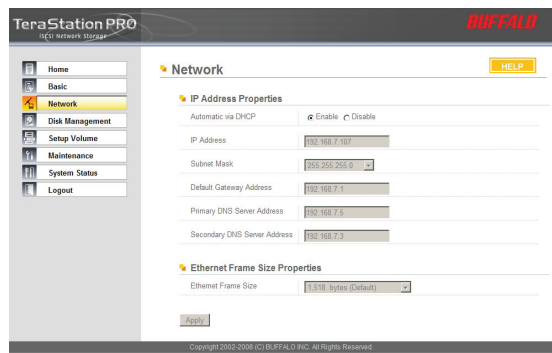 TeraStation PRO
iSCSI Network Storage
BUFFALO
Home
Basic
Network
Disk Management
Setup Volume
Maintenance
System Status
Logout
Network
HELP
IP Address Properties
Automatic via DHCP Enable Disable
IP Address 192.168.7.107
Subnet Mask 255.255.255.0
Default Gateway Address 192.168.7.1
Primary DNS Server Address 192.168.7.5
Secondary DNS Server Address 192.168.7.3
Ethernet Frame Size Properties
Ethernet Frame Size 1,518 bytes (Default)
Apply
Copyright 2002-2008 (C) BUFFALO INC. All Rights Reserved.